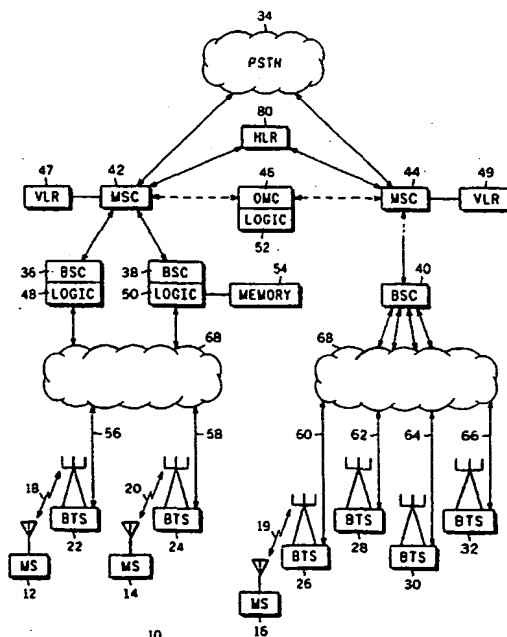 34
PSTN
80
HLR
47 42 46 44 49
VLR MSC OMC MSC VLR
LOGIC
52
36 BSC 38 BSC 54 40
48 LOGIC 50 LOGIC MEMORY BSC
68 68
56 58 60 62 64 66
18 20 19
BTS BTS BTS BTS BTS BTS
22 24 26 28 30 32
MS MS MS
12 14 16
10